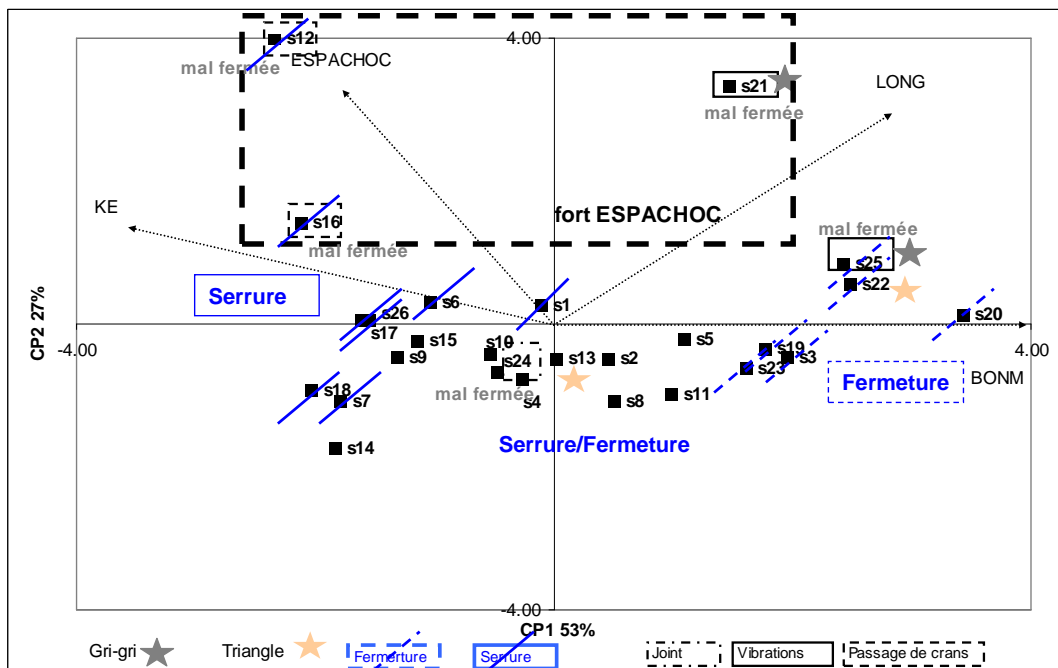 4.00
s12
mal fermée
ESPACHOC
s21
mal fermée
LONG
KE
s16
mal fermée
fort ESPACHOC
mal fermée
s25
s22
Serrure
s6
s1
s20
s26
s17
-4.00
4.00
CP2 27%
s15
s9
s10
s24
s13
s2
s5
s19
s3
s23
BONM
mal fermée
s4
s18
s7
s8
s11
Fermeture
s14
Serrure/Fermeture
-4.00
CP1 53%
Gri-gri
Triangle
Fermerture
Serrure
Joint
Vibrations
Passage de crans